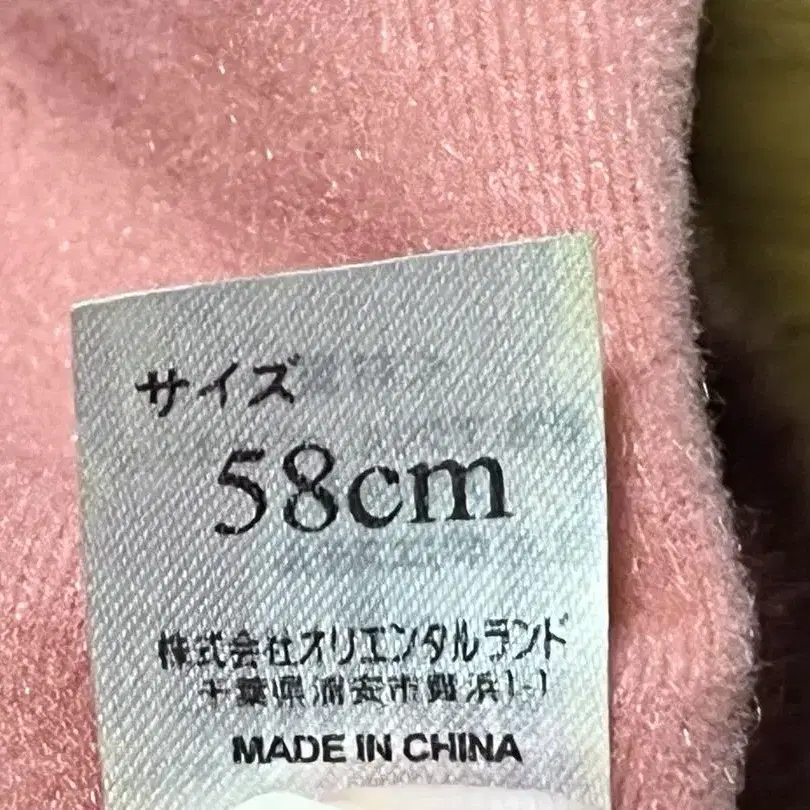 サイズ
58cm
株式会社オリエンタルランド
千葉県浦安市舞浜1-1
MADE IN CHINA